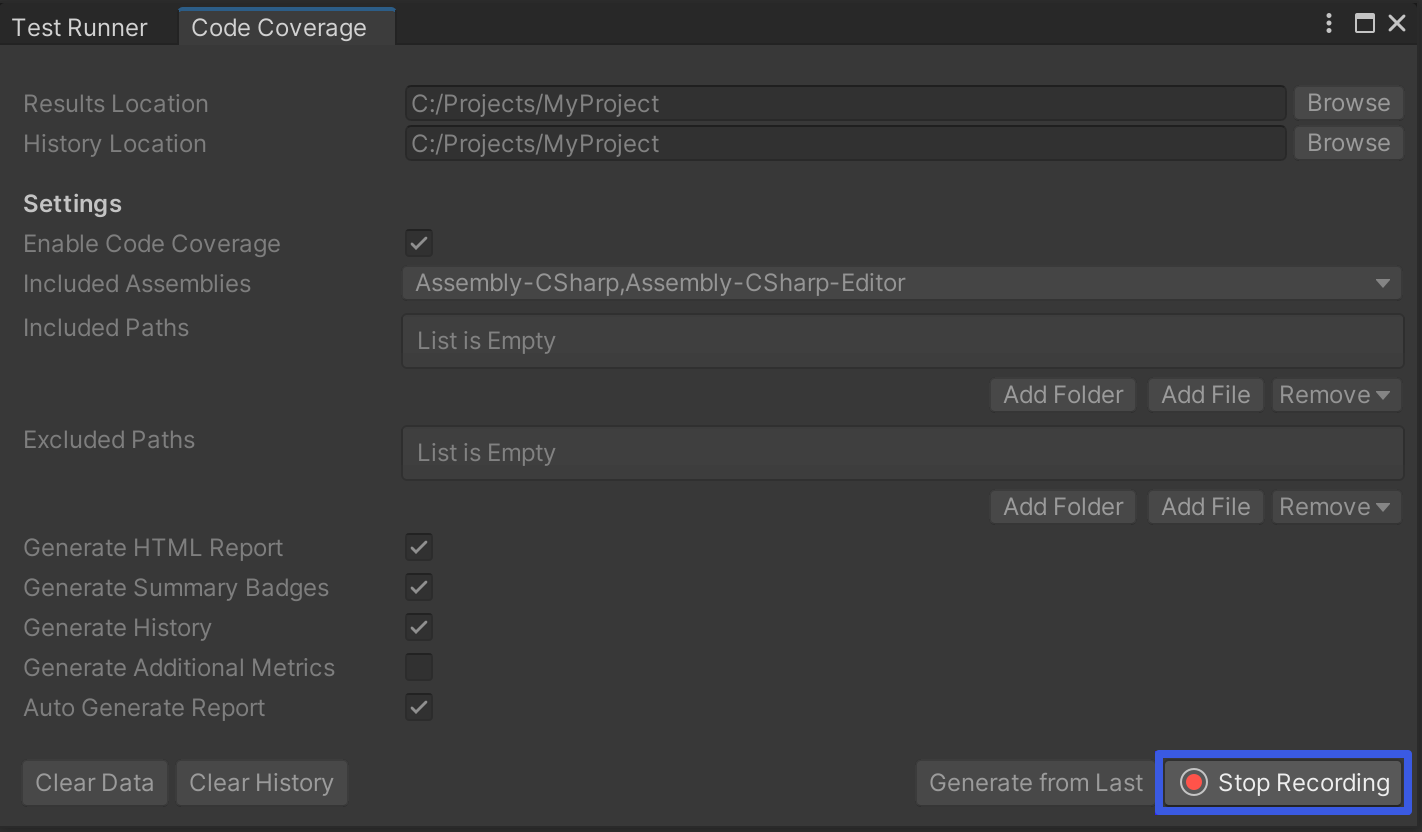 Test Runner Code Coverage
Results Location C:/Projects/MyProject Browse
History Location C:/Projects/MyProject Browse
Settings
Enable Code Coverage
Included Assemblies Assembly-CSharp,Assembly-CSharp-Editor
Included Paths List is Empty
Add Folder Add File Remove
Excluded Paths List is Empty
Add Folder Add File Remove
Generate HTML Report
Generate Summary Badges
Generate History
Generate Additional Metrics
Auto Generate Report
Clear Data Clear History Generate from Last Stop Recording